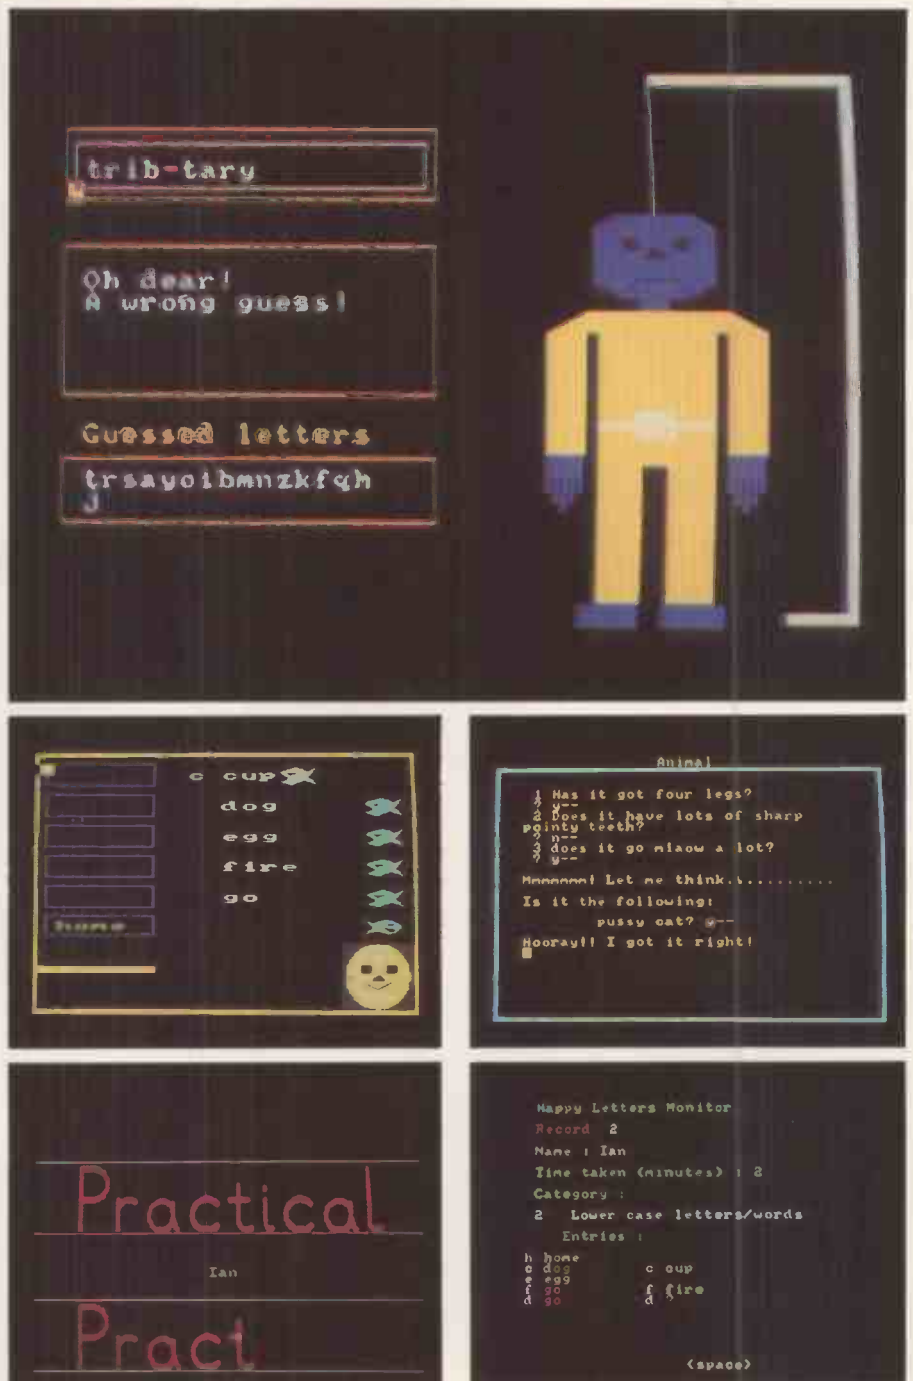 trib-tary
Oh dear!
A wrong guess!
Guessed letters
trsayoibmnzkfqh
j
c cup
dog
egg
fire
go
home
Animal
1 Has it got four legs?
? y--
2 Does it have lots of sharp
pointy teeth?
? n--
3 does it go miaow a lot?
? y--
Mmmmmmm! Let me think............
Is it the following:
pussy cat? y--
Hooray!! I got it right!
Practical
Ian
Pract
Happy Letters Monitor
Record 2
Name : Ian
Time taken (minutes) : 2
Category :
2 Lower case letters/words
Entries :
h home
c dog c cup
e egg
f go f fire
d go d ?
(space)